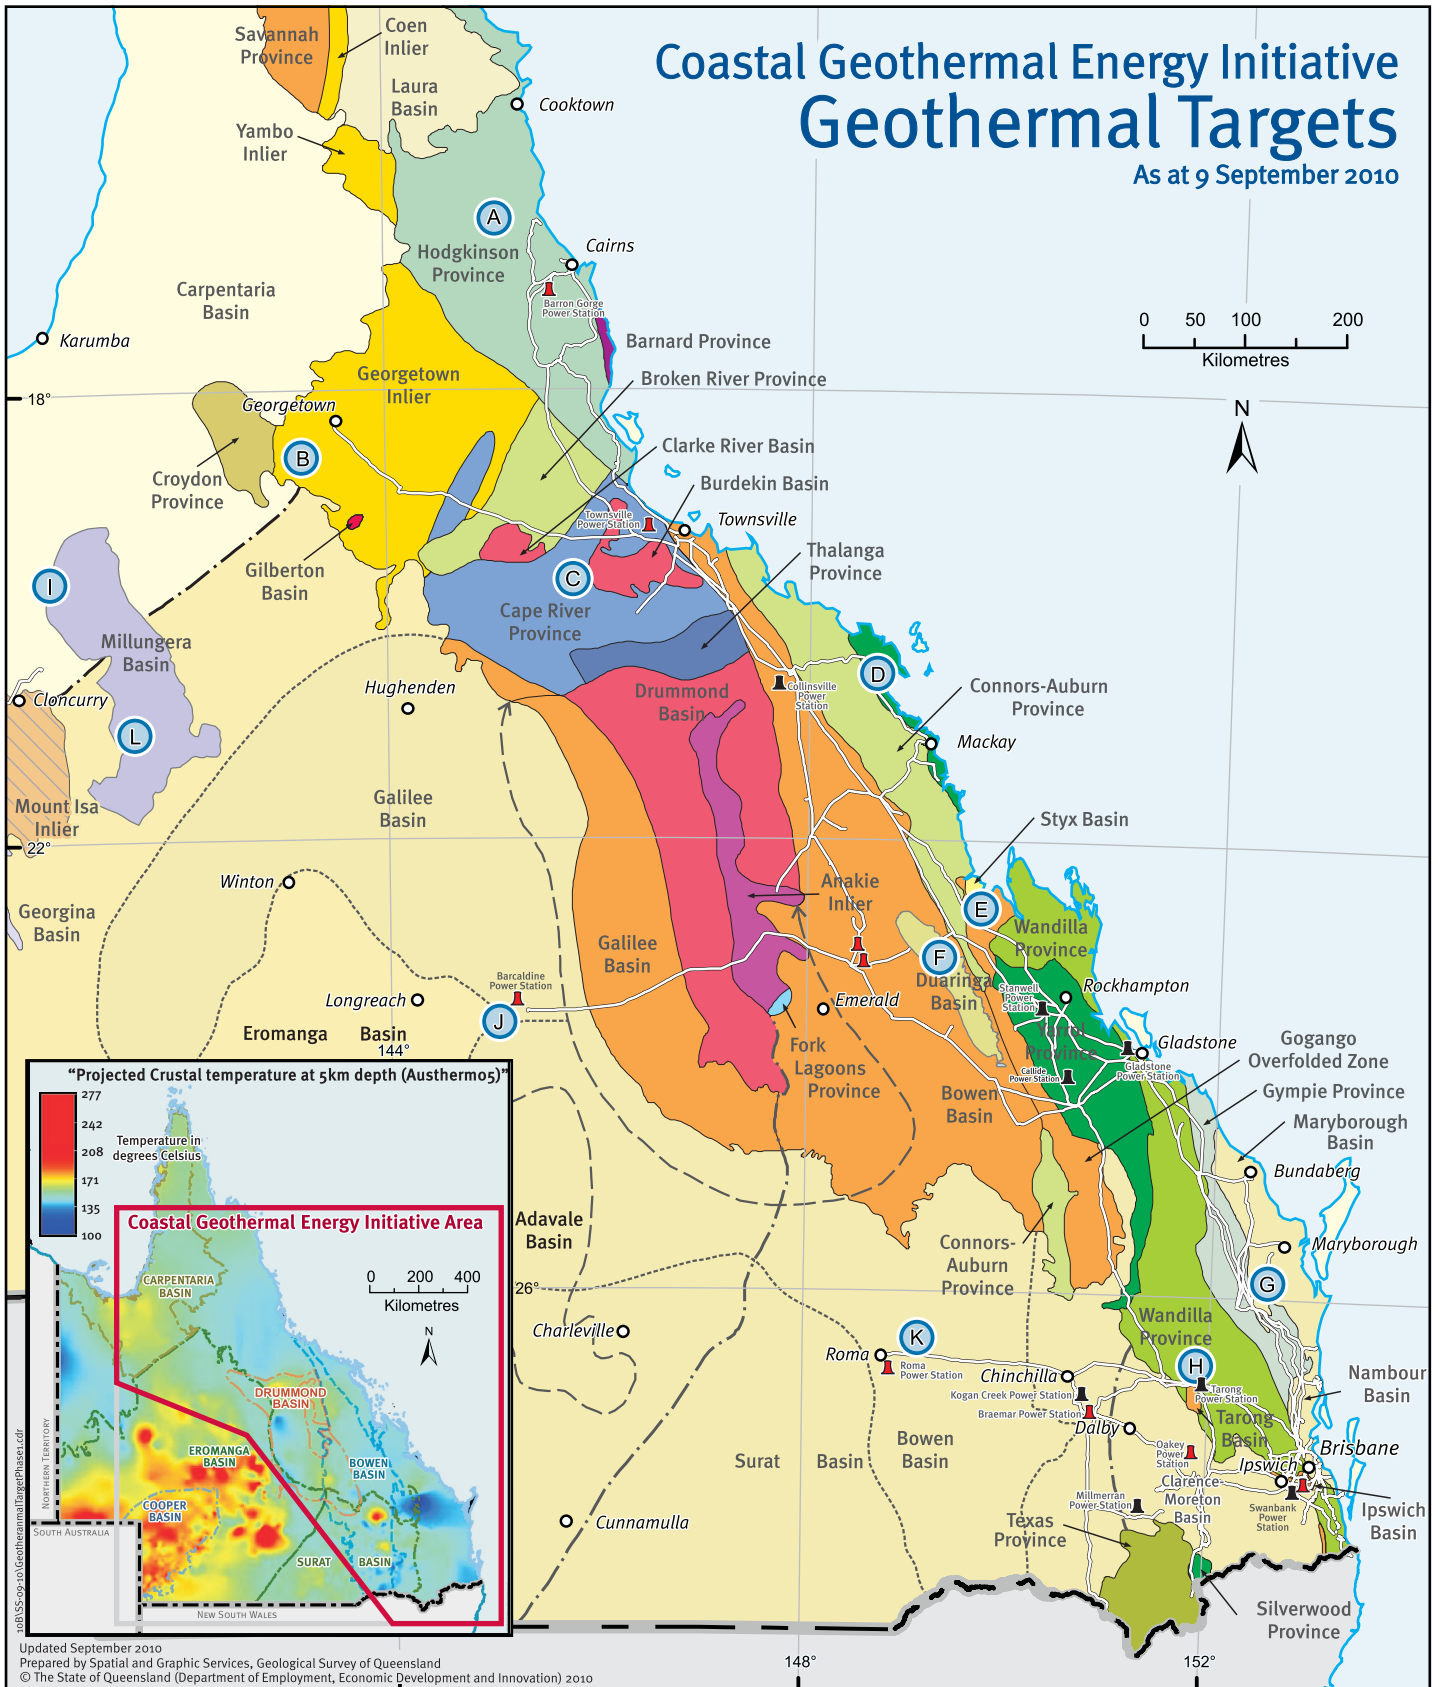 Coastal Geothermal Energy Initiative
Geothermal Targets
As at 9 September 2010
Savannah
Province
Coen
Inlier
Laura
Basin
Cooktown
Yambo
Inlier
A
Hodgkinson
Province
Cairns
Barron Gorge
Power Station
Carpentaria
Basin
Karumba
0 50 100 200
Kilometres
N
Barnard Province
Broken River Province
Georgetown
Inlier
18°
Georgetown
B
Croydon
Province
Clarke River Basin
Burdekin Basin
Townsville
Power Station
Townsville
Thalanga
Province
Gilberton
Basin
I
C
Cape River
Province
Millungera
Basin
Cloncurry
L
Hughenden
Drummond
Basin
Collinsville
Power
Station
D
Connors-Auburn
Province
Mackay
Mount Isa
Inlier
Galilee
Basin
22°
Styx Basin
Winton
Anakie
Inlier
E
Georgina
Basin
Wandilla
Province
Galilee
Basin
F
Duaringa
Basin
Barcaldine
Power Station
Stanwell
Power
Station
Rockhampton
Longreach
J
Emerald
Eromanga Basin
144°
Fork
Lagoons
Province
Yarrol
Province
Callide
Power Station
Gladstone
Gladstone
Power Station
Gogango
Overfolded Zone
Gympie Province
Maryborough
Basin
Bowen
Basin
Bundaberg
Adavale
Basin
Connors-
Auburn
Province
Maryborough
G
26°
Wandilla
Province
Charleville
K
Roma
Roma
Power Station
H
Chinchilla
Kogan Creek Power Station
Braemar Power Station
Tarong
Power Station
Nambour
Basin
Dalby
Tarong
Basin
Surat Basin
Bowen
Basin
Oakey
Power
Station
Ipswich
Brisbane
Clarence-
Moreton
Basin
Millmerran
Power Station
Swanbank
Power
Station
Ipswich
Basin
Cunnamulla
Texas
Province
Silverwood
Province
148°
152°
"Projected Crustal temperature at 5km depth (Austherm05)"
277
242
208
171
135
100
Temperature in
degrees Celsius
Coastal Geothermal Energy Initiative Area
CARPENTARIA
BASIN
0 200 400
Kilometres
N
DRUMMOND
BASIN
EROMANGA
BASIN
BOWEN
BASIN
COOPER
BASIN
SURAT BASIN
NORTHERN TERRITORY
SOUTH AUSTRALIA
NEW SOUTH WALES
10B\SS-09-10\GeotheranmalTargetPhase1.cdr
Updated September 2010
Prepared by Spatial and Graphic Services, Geological Survey of Queensland
© The State of Queensland (Department of Employment, Economic Development and Innovation) 2010